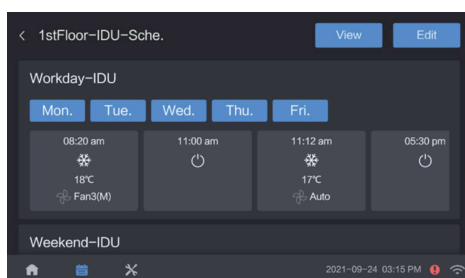 1stFloor-IDU-Sche.
View
Edit
Workday-IDU
Mon. Tue. Wed. Thu. Fri.
08:20 am
18℃
Fan3(M)
11:00 am
11:12 am
17℃
Auto
05:30 pm
Weekend-IDU
2021-09-24 03:15 PM